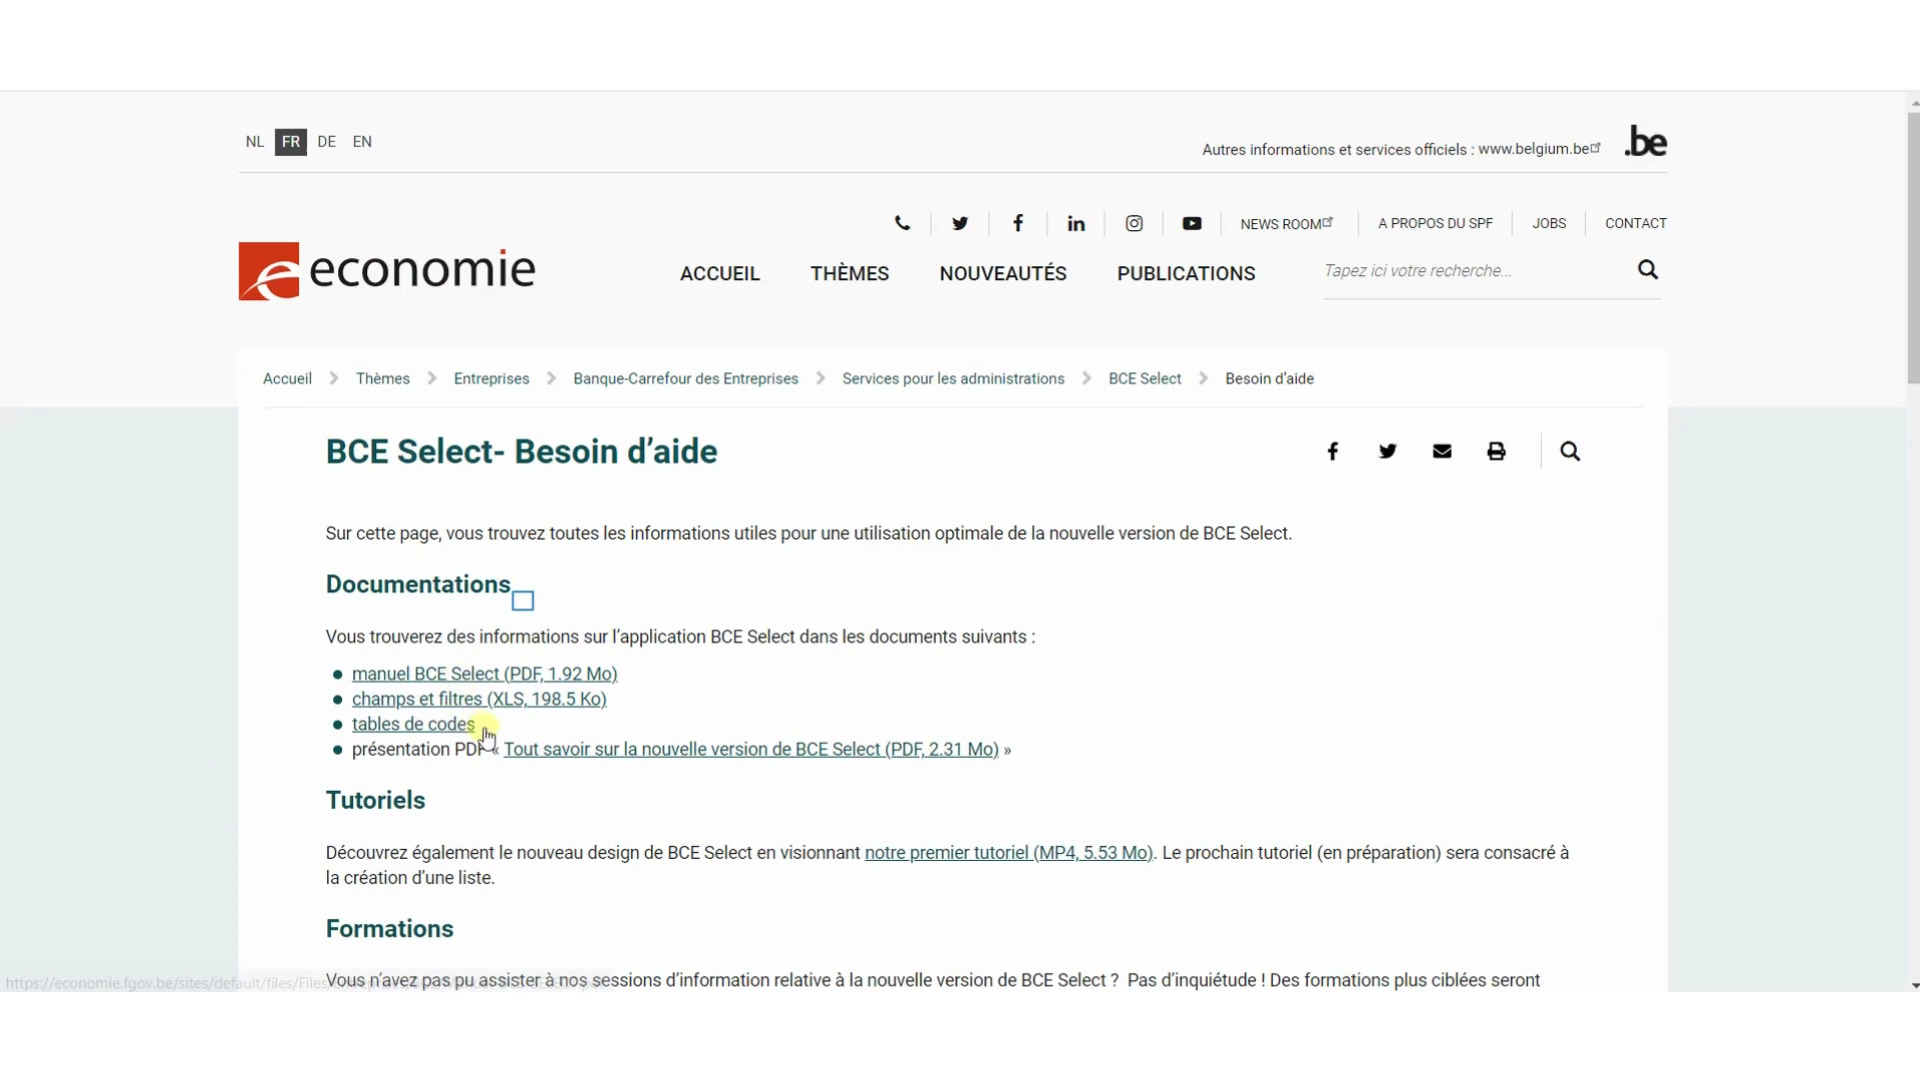 NL FR DE EN
Autres informations et services officiels : www.belgium.be
.be
NEWS ROOM A PROPOS DU SPF JOBS CONTACT
economie
ACCUEIL THÈMES NOUVEAUTÉS PUBLICATIONS
Tapez ici votre recherche...
Accueil Thèmes Entreprises Banque-Carrefour des Entreprises Services pour les administrations BCE Select Besoin d’aide
BCE Select- Besoin d’aide
Sur cette page, vous trouvez toutes les informations utiles pour une utilisation optimale de la nouvelle version de BCE Select.
Documentations
Vous trouverez des informations sur l’application BCE Select dans les documents suivants :
manuel BCE Select (PDF, 1.92 Mo)
champs et filtres (XLS, 198.5 Ko)
tables de codes
présentation PDF « Tout savoir sur la nouvelle version de BCE Select (PDF, 2.31 Mo) »
Tutoriels
Découvrez également le nouveau design de BCE Select en visionnant notre premier tutoriel (MP4, 5.53 Mo). Le prochain tutoriel (en préparation) sera consacré à
la création d’une liste.
Formations
Vous n’avez pas pu assister à nos sessions d’information relative à la nouvelle version de BCE Select ? Pas d’inquiétude ! Des formations plus ciblées seront
https://economie.fgov.be/sites/default/files/Files/